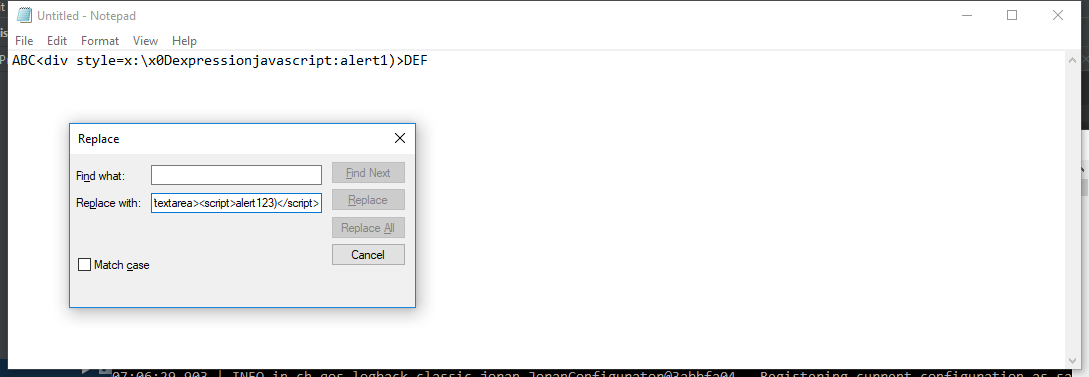 Untitled - Notepad
File Edit Format View Help
ABC<div style=x:\x0Dexpressionjavascript:alert1)>DEF
Replace
Find what:
Find Next
Replace with:
textarea><script>alert123)</script>
Replace
Replace All
Cancel
Match case
07:06:29,903 | INFO in ch.qos.logback.classic.joran.JoranConfigurator@3abbfa04 - Registering current configuration as sa